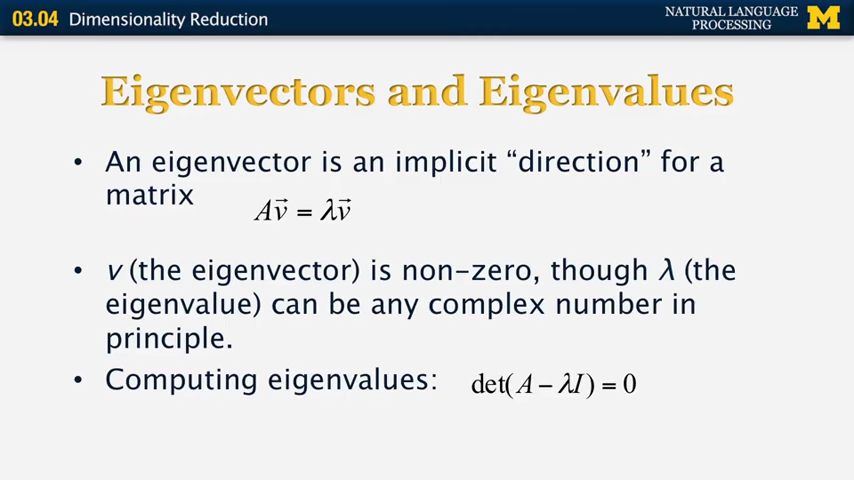 03.04 Dimensionality Reduction
NATURAL LANGUAGE
PROCESSING
M
Eigenvectors and Eigenvalues
• An eigenvector is an implicit “direction” for a
matrix
A\vec{v} = λ\vec{v}
• v (the eigenvector) is non-zero, though λ (the
eigenvalue) can be any complex number in
principle.
• Computing eigenvalues: det(A − λI) = 0